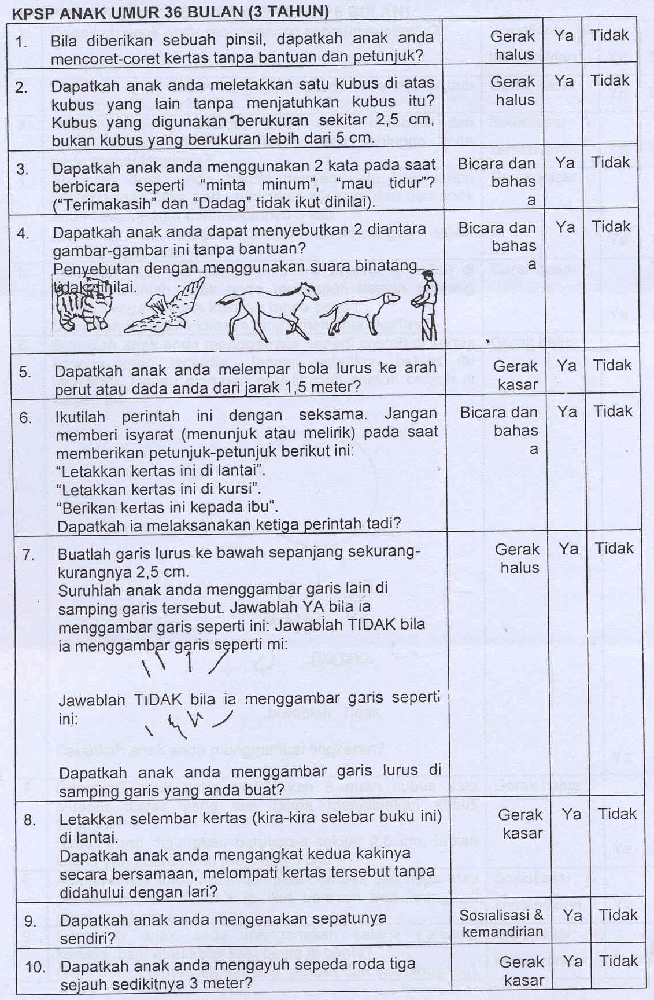 KPSP ANAK UMUR 36 BULAN (3 TAHUN)
1. Bila diberikan sebuah pinsil, dapatkah anak anda Gerak Ya Tidak
mencoret-coret kertas tanpa bantuan dan petunjuk? halus
2. Dapatkah anak anda meletakkan satu kubus di atas Gerak Ya Tidak
kubus yang lain tanpa menjatuhkan kubus itu? halus
Kubus yang digunakan berukuran sekitar 2,5 cm,
bukan kubus yang berukuran lebih dari 5 cm.
3. Dapatkah anak anda menggunakan 2 kata pada saat Bicara dan Ya Tidak
berbicara seperti “minta minum”, “mau tidur”? bahas
(“Terimakasih” dan “Dadag” tidak ikut dinilai). a
4. Dapatkah anak anda dapat menyebutkan 2 diantara Bicara dan Ya Tidak
gambar-gambar ini tanpa bantuan? bahas
Penyebutan dengan menggunakan suara binatang a
tidak dinilai.
5. Dapatkah anak anda melempar bola lurus ke arah Gerak Ya Tidak
perut atau dada anda dari jarak 1,5 meter? kasar
6. Ikutilah perintah ini dengan seksama. Jangan Bicara dan Ya Tidak
memberi isyarat (menunjuk atau melirik) pada saat bahas
memberikan petunjuk-petunjuk berikut ini: a
“Letakkan kertas ini di lantai”.
“Letakkan kertas ini di kursi”.
“Berikan kertas ini kepada ibu”.
Dapatkah ia melaksanakan ketiga perintah tadi?
7. Buatlah garis lurus ke bawah sepanjang sekurang- Gerak Ya Tidak
kurangnya 2,5 cm. halus
Suruhlah anak anda menggambar garis lain di
samping garis tersebut. Jawablah YA bila ia
menggambar garis seperti ini: Jawablah TIDAK bila
ia menggambar garis seperti mi:
Jawablah TIDAK bila ia menggambar garis seperti
ini:
Dapatkah anak anda menggambar garis lurus di
samping garis yang anda buat?
8. Letakkan selembar kertas (kira-kira selebar buku ini) Gerak Ya Tidak
di lantai. kasar
Dapatkah anak anda mengangkat kedua kakinya
secara bersamaan, melompati kertas tersebut tanpa
didahului dengan lari?
9. Dapatkah anak anda mengenakan sepatunya Sosialisasi & Ya Tidak
sendiri? kemandirian
10. Dapatkah anak anda mengayuh sepeda roda tiga Gerak Ya Tidak
sejauh sedikitnya 3 meter? kasar